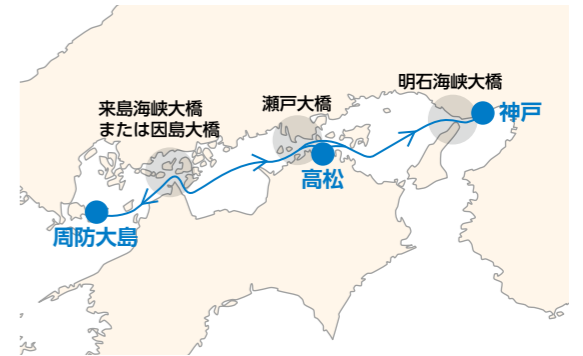 明石海峡大橋
神戸
瀬戸大橋
来島海峡大橋
または因島大橋
高松
周防大島